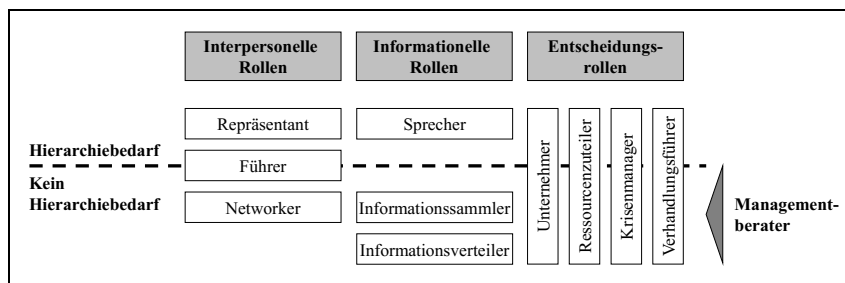 Interpersonelle
Rollen
Informationelle
Rollen
Entscheidungs-
rollen
Repräsentant
Sprecher
Hierarchiebedarf
Führer
Kein
Hierarchiebedarf
Networker
Informationssammler
Informationsverteiler
Unternehmer
Ressourcenzuteiler
Krisenmanager
Verhandlungsführer
Management-
berater